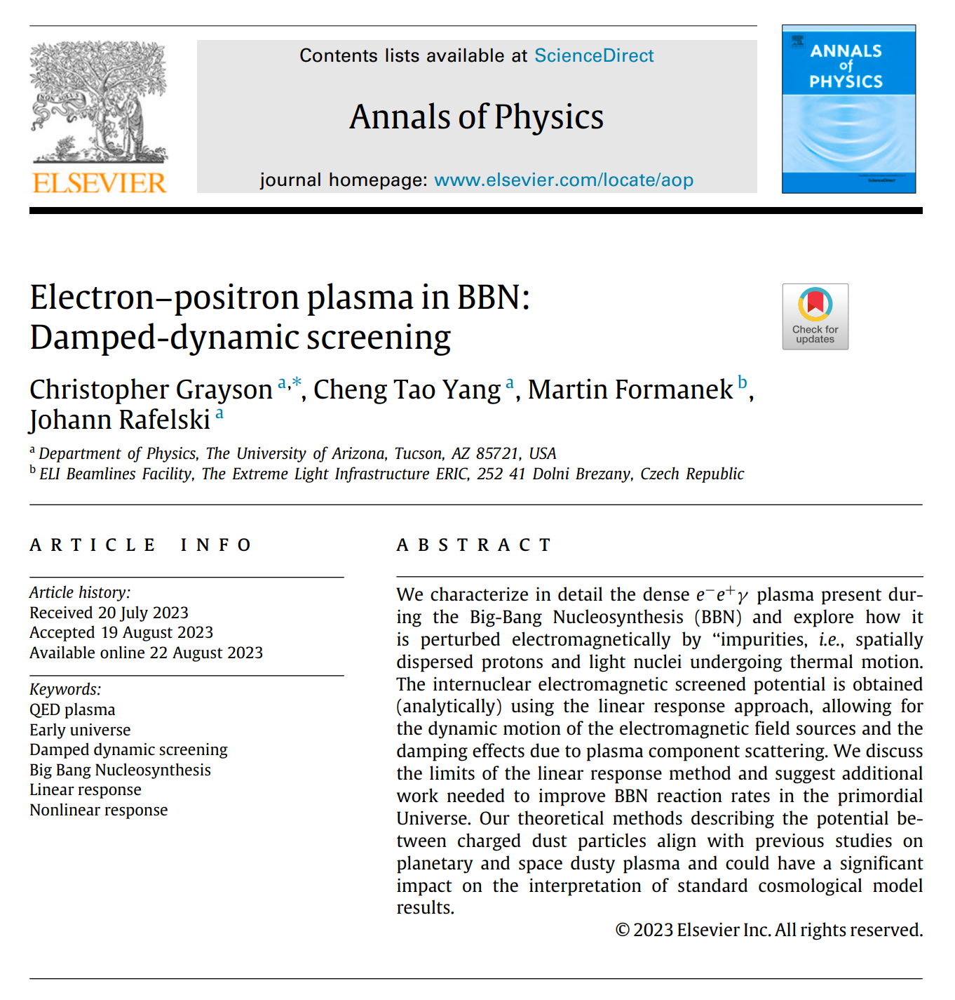 Contents lists available at ScienceDirect
Annals of Physics
journal homepage: www.elsevier.com/locate/aop
NON SOLUS
ELSEVIER
ANNALS
of
PHYSICS
ScienceDirect
Electron–positron plasma in BBN:
Damped-dynamic screening
Check for
updates
Christopher Grayson a,*, Cheng Tao Yang a, Martin Formanek b,
Johann Rafelski a
a Department of Physics, The University of Arizona, Tucson, AZ 85721, USA
b ELI Beamlines Facility, The Extreme Light Infrastructure ERIC, 252 41 Dolni Brezany, Czech Republic
ARTICLE INFO
Article history:
Received 20 July 2023
Accepted 19 August 2023
Available online 22 August 2023
Keywords:
QED plasma
Early universe
Damped dynamic screening
Big Bang Nucleosynthesis
Linear response
Nonlinear response
ABSTRACT
We characterize in detail the dense e⁻e⁺γ plasma present dur-
ing the Big-Bang Nucleosynthesis (BBN) and explore how it
is perturbed electromagnetically by “impurities, i.e., spatially
dispersed protons and light nuclei undergoing thermal motion.
The internuclear electromagnetic screened potential is obtained
(analytically) using the linear response approach, allowing for
the dynamic motion of the electromagnetic field sources and the
damping effects due to plasma component scattering. We discuss
the limits of the linear response method and suggest additional
work needed to improve BBN reaction rates in the primordial
Universe. Our theoretical methods describing the potential be-
tween charged dust particles align with previous studies on
planetary and space dusty plasma and could have a significant
impact on the interpretation of standard cosmological model
results.
© 2023 Elsevier Inc. All rights reserved.